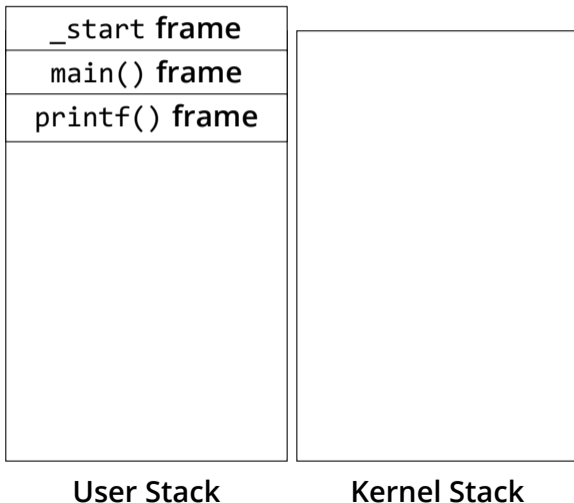 _start frame
main() frame
printf() frame
User Stack Kernel Stack